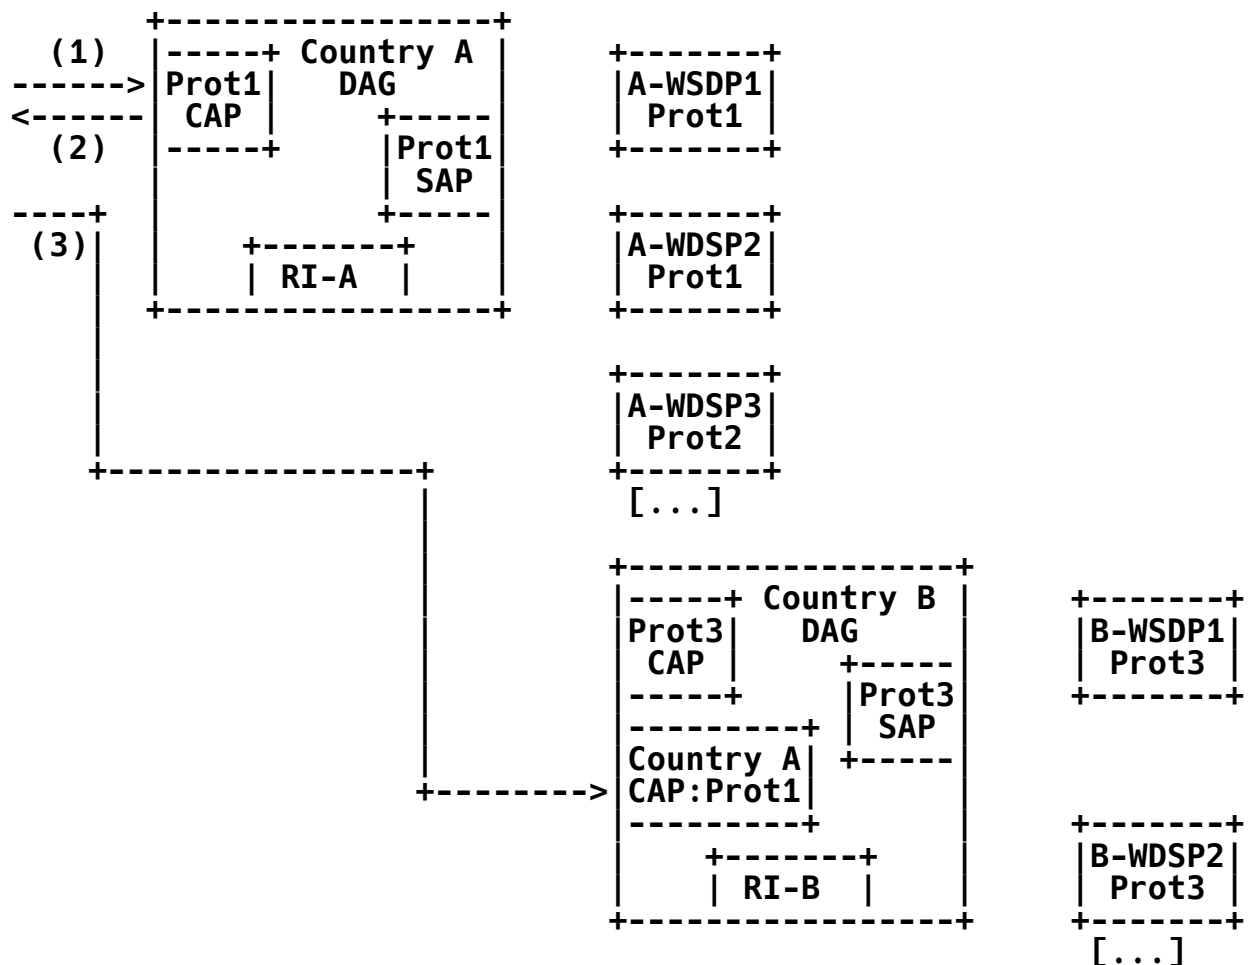 (1) Country A
Prot1 DAG A-WSDP1
CAP Prot1
(2) Prot1
SAP
(3) A-WDSP2
RI-A Prot1
A-WDSP3
Prot2
[...]
Country B
Prot3 DAG B-WSDP1
CAP Prot3
Prot3
SAP
Country A
CAP:Prot1
B-WDSP2
RI-B Prot3
[...]